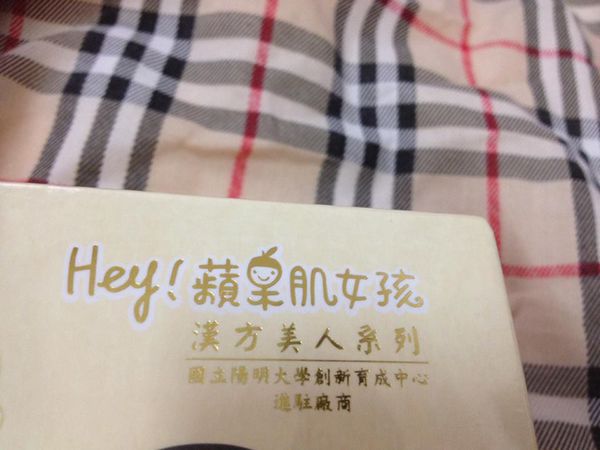 Hey!蘋果肌女孩
漢方美人系列
國立陽明大學創新育成中心
進駐廠商